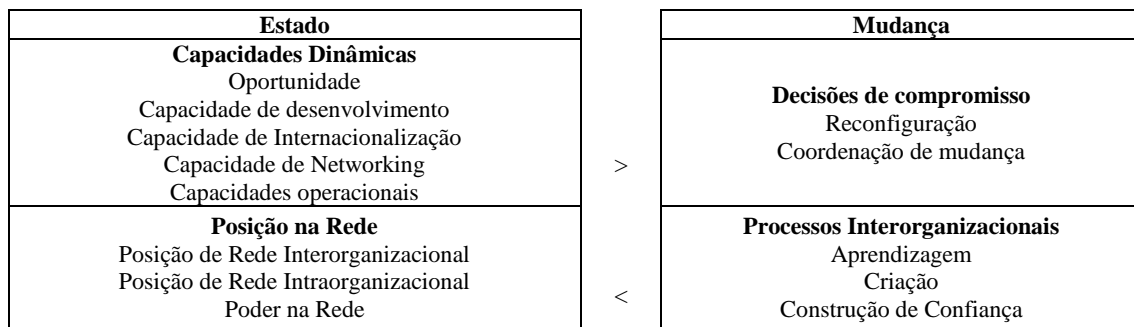 Estado
Capacidades Dinâmicas
Oportunidade
Capacidade de desenvolvimento
Capacidade de Internacionalização
Capacidade de Networking
Capacidades operacionais
Posição na Rede
Posição de Rede Interorganizacional
Posição de Rede Intraorganizacional
Poder na Rede
>
<
Mudança
Decisões de compromisso
Reconfiguração
Coordenação de mudança
Processos Interorganizacionais
Aprendizagem
Criação
Construção de Confiança